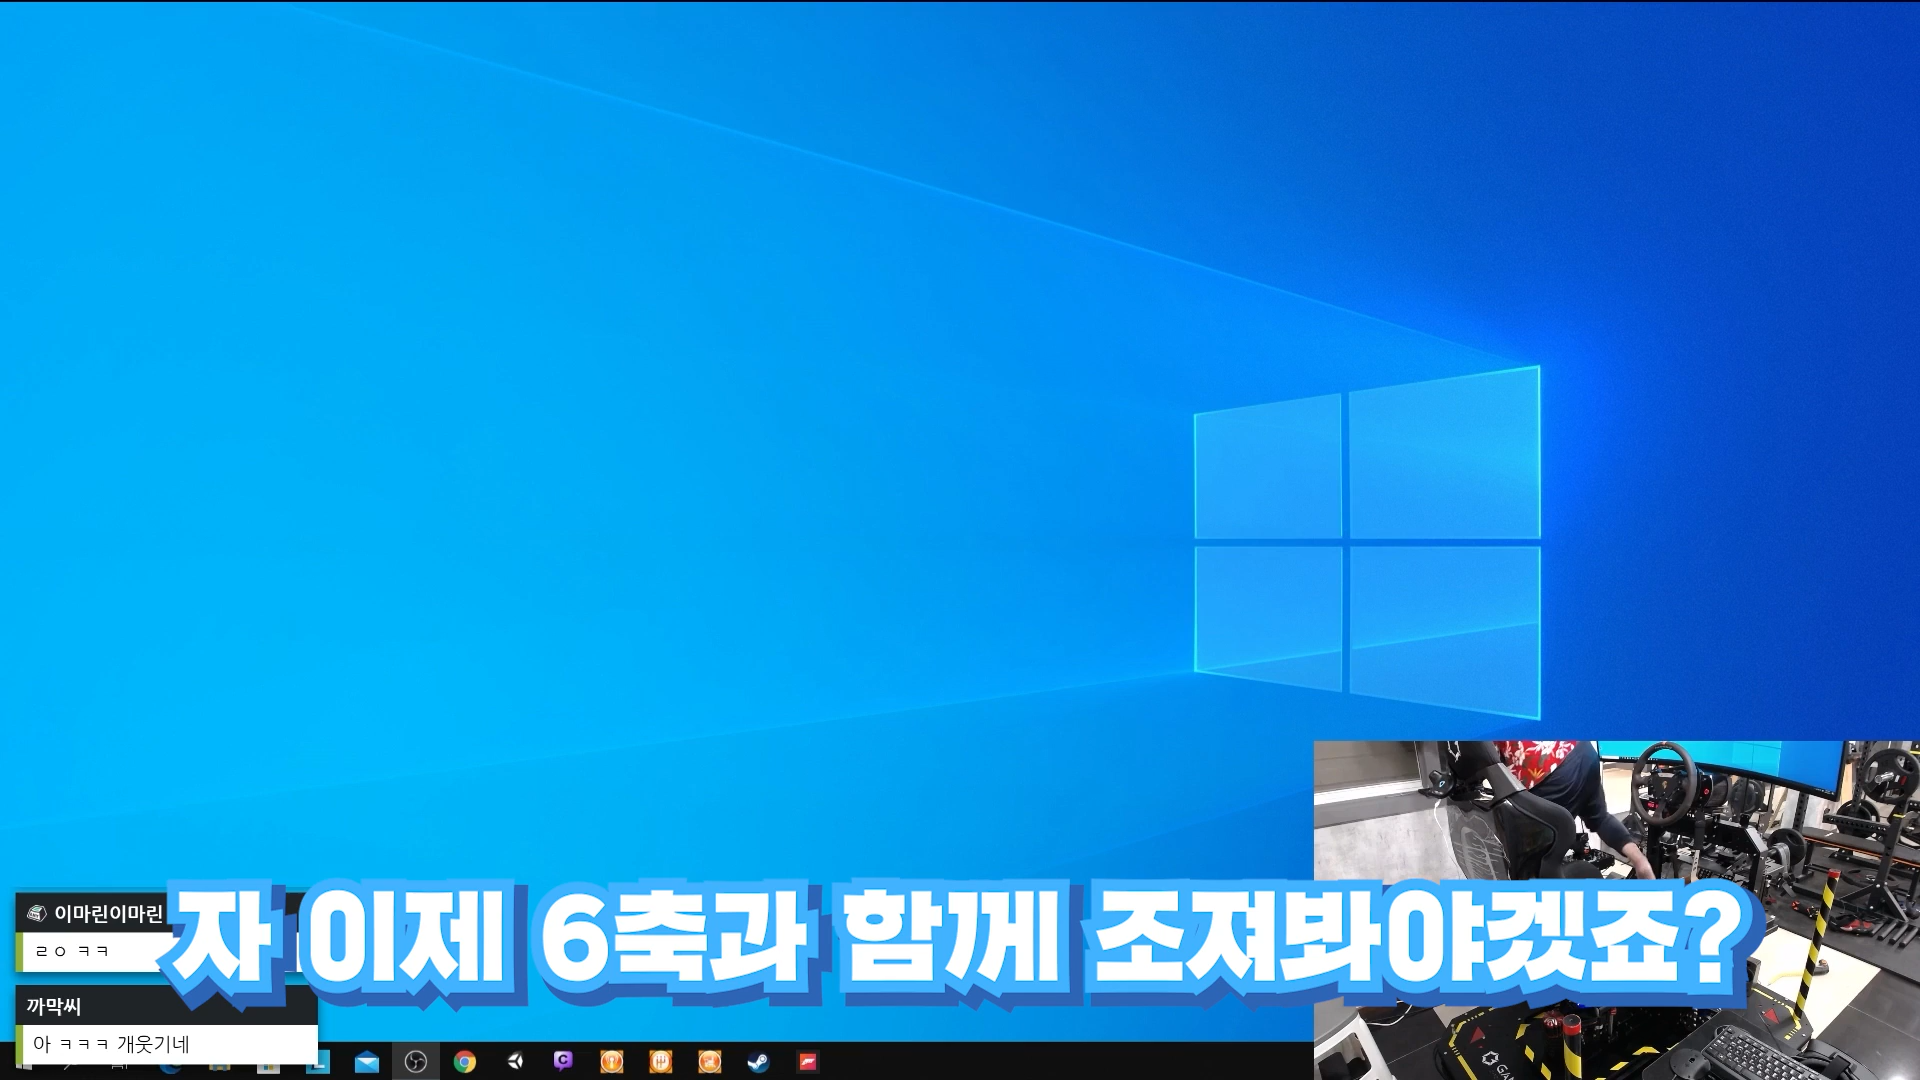 이마린이마린
ㄹㅇ ㅋㅋ
자 이제 6축과 함께 조져봐야겠죠?
까막씨
아 ㅋㅋㅋ 개웃기네